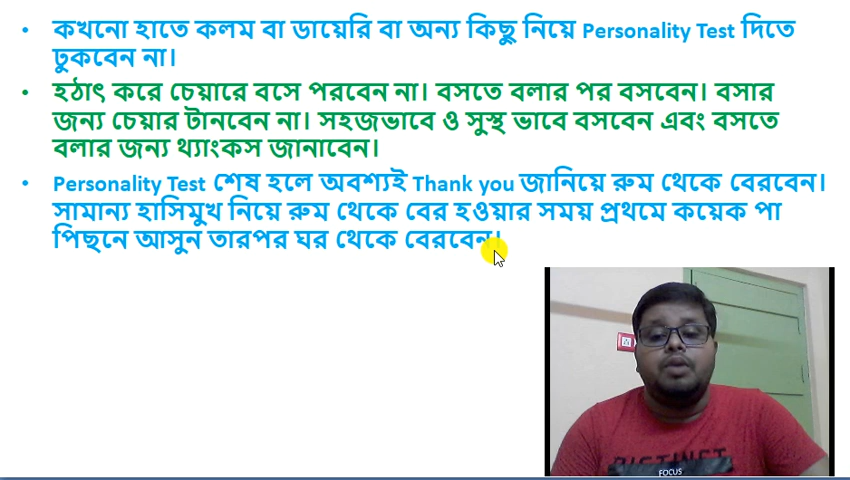 • কখনো হাতে কলম বা ডায়েরি বা অন্য কিছু নিয়ে Personality Test দিতে
ঢুকবেন না।
• হঠাৎ করে চেয়ারে বসে পরবেন না। বসতে বলার পর বসবেন। বসার
জন্য চেয়ার টানবেন না। সহজভাবে ও সুস্থ ভাবে বসবেন এবং বসতে
বলার জন্য থ্যাংকস জানাবেন।
• Personality Test শেষ হলে অবশ্যই Thank you জানিয়ে রুম থেকে বেরবেন।
সামান্য হাসিমুখ নিয়ে রুম থেকে বের হওয়ার সময় প্রথমে কয়েক পা
পিছনে আসুন তারপর ঘর থেকে বেরবেন।
FOCUS